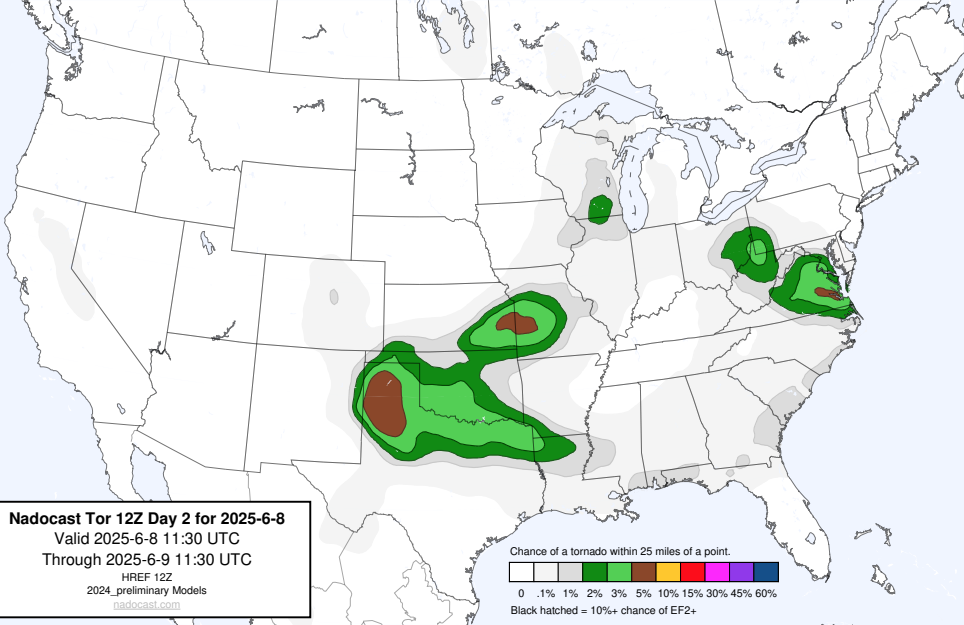 Nadocast Tor 12Z Day 2 for 2025-6-8
Valid 2025-6-8 11:30 UTC
Through 2025-6-9 11:30 UTC
HREF 12Z
2024_preliminary Models
nadocast.com
Chance of a tornado within 25 miles of a point.
0 .1% 1% 2% 3% 5% 10% 15% 30% 45% 60%
Black hatched = 10%+ chance of EF2+